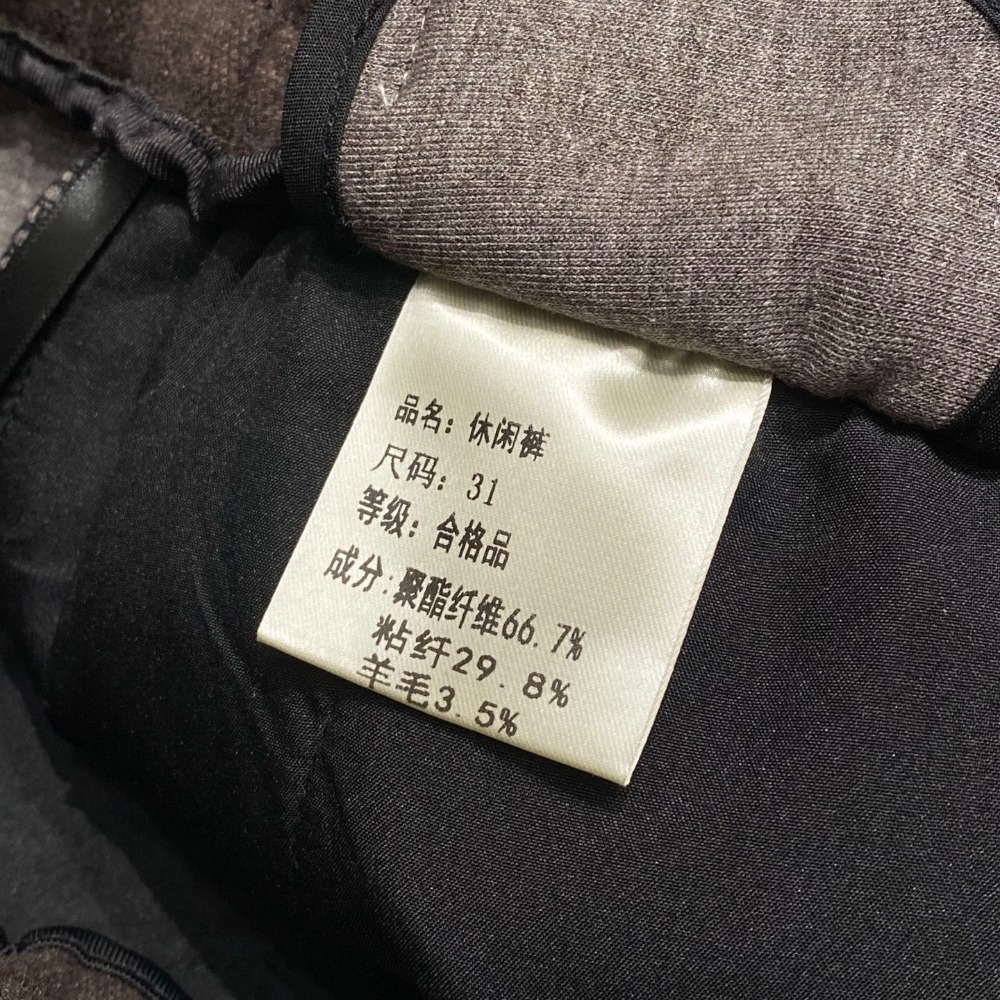 品名：休闲裤
尺码：31
等级：合格品
成分：聚酯纤维66.7%
粘纤29.8%
羊毛3.5%